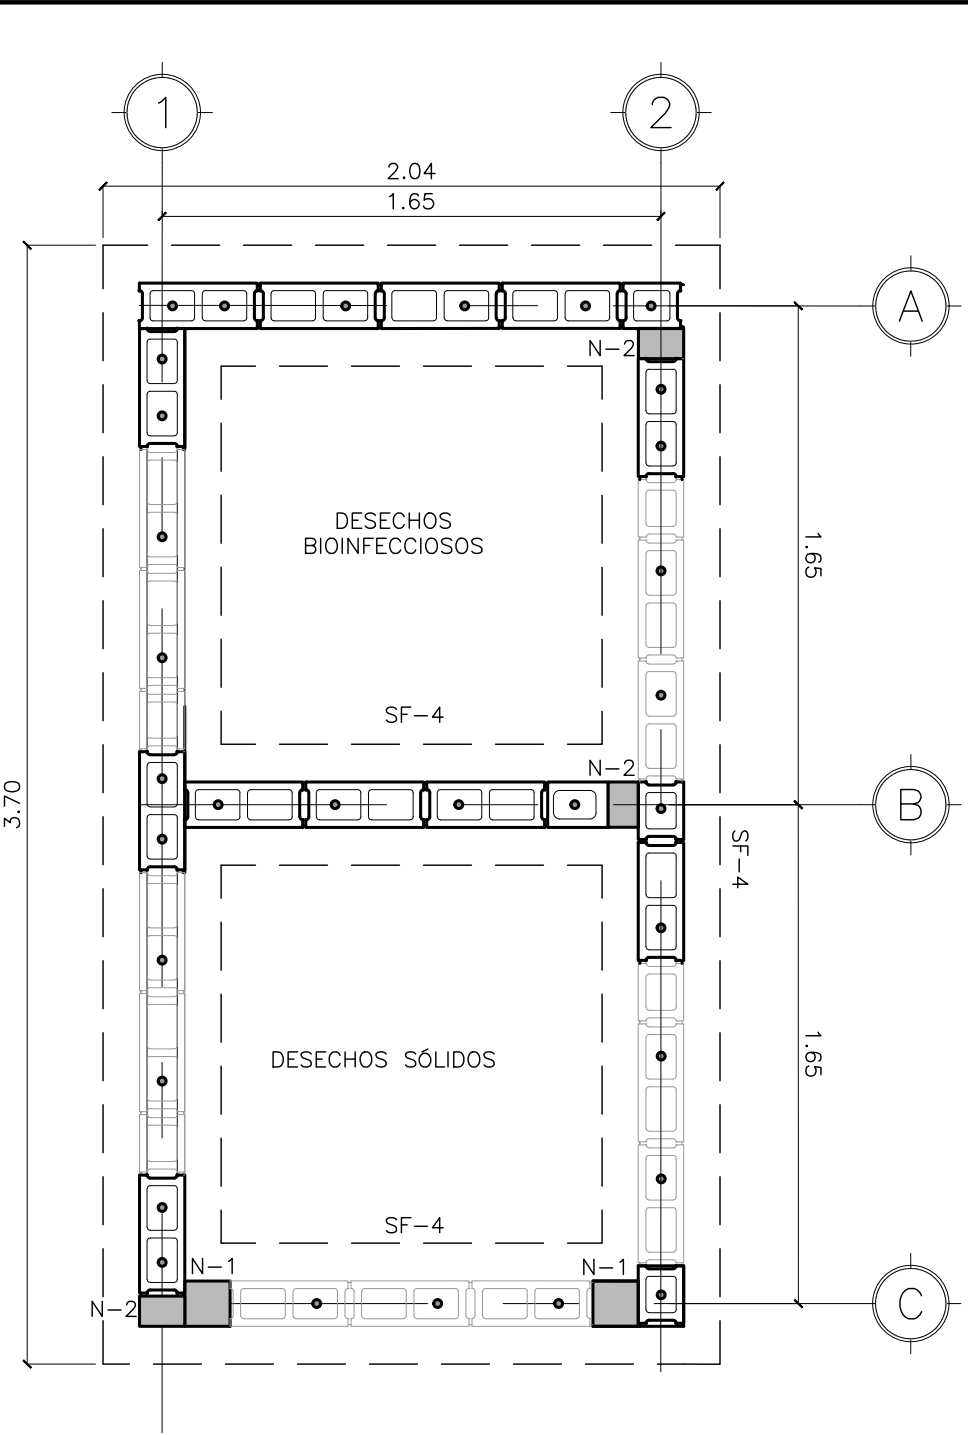 1
2
2.04
1.65
A
N-2
DESECHOS
BIOINFECCIOSOS
1.65
SF-4
N-2
3.70
B
SF-4
DESECHOS SÓLIDOS
1.65
SF-4
N-1
N-1
N-2
C